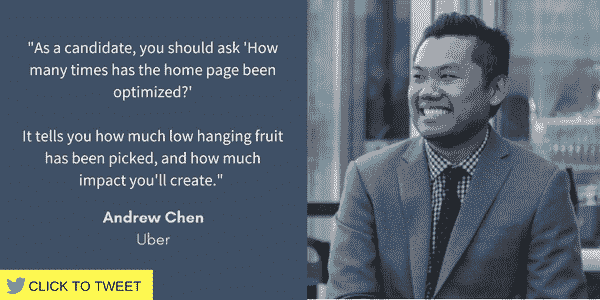 "As a candidate, you should ask 'How
many times has the home page been
optimized?'
It tells you how much low hanging fruit
has been picked, and how much
impact you'll create."
Andrew Chen
Uber
CLICK TO TWEET